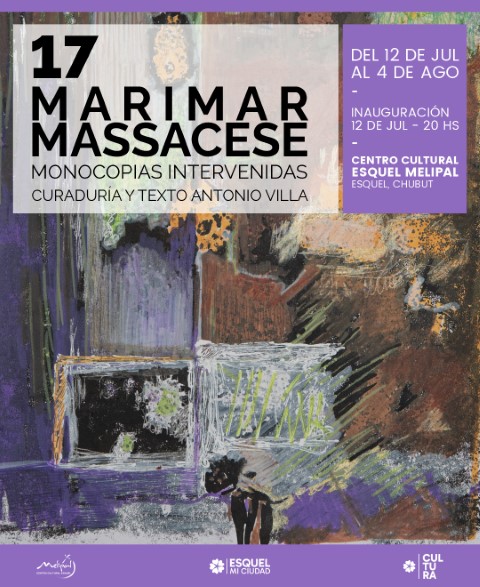 17
MARIMAR
MASSACESE
MONOCOPIAS INTERVENIDAS
CURADURÍA Y TEXTO ANTONIO VILLA
DEL 12 DE JUL
AL 4 DE AGO
-
INAUGURACIÓN
12 DE JUL - 20 HS
-
CENTRO CULTURAL
ESQUEL MELIPAL
ESQUEL, CHUBUT
Melipal
ESQUEL
MI CIUDAD
CUL
TU
RA